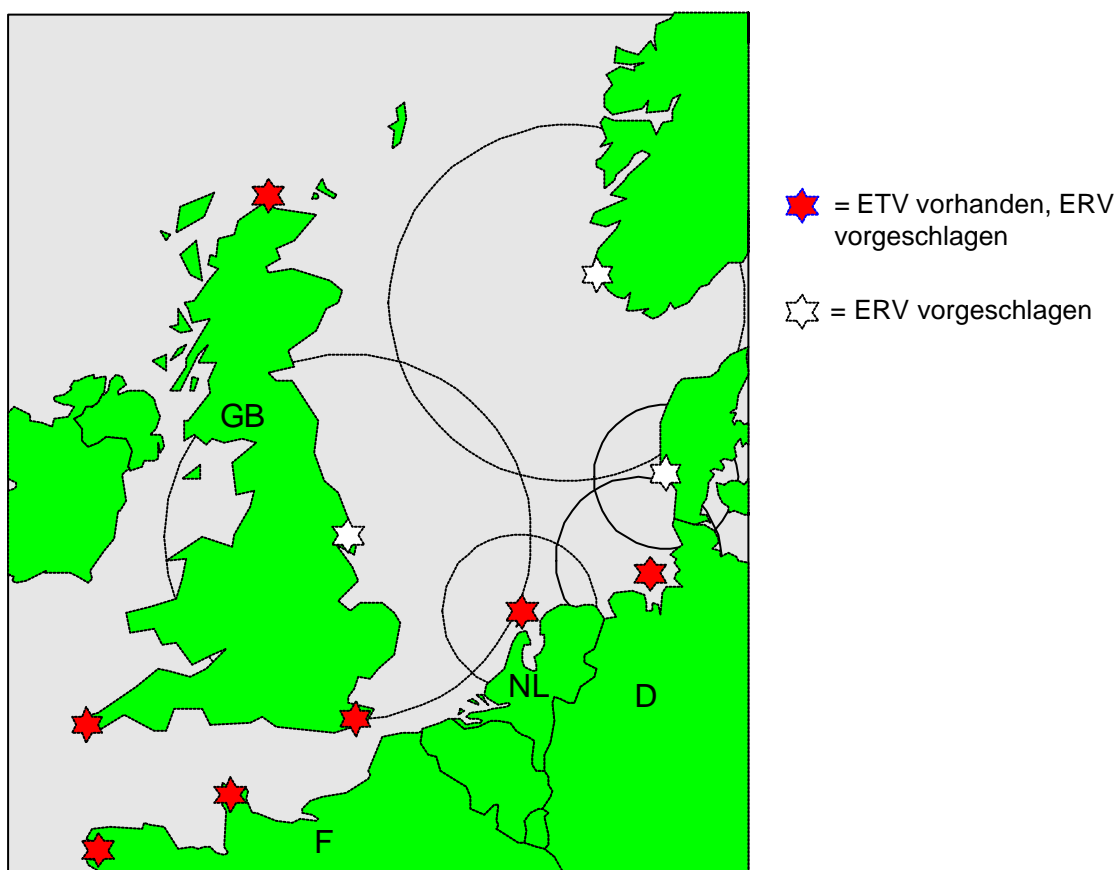 = ETV vorhanden, ERV
vorgeschlagen
= ERV vorgeschlagen
GB
NL
D
F